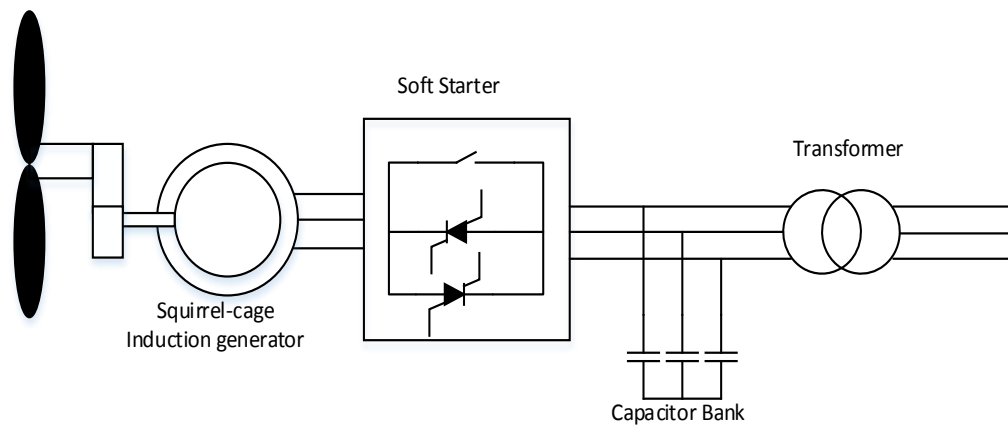 Soft Starter
Transformer
Squirrel-cage
Induction generator
Capacitor Bank